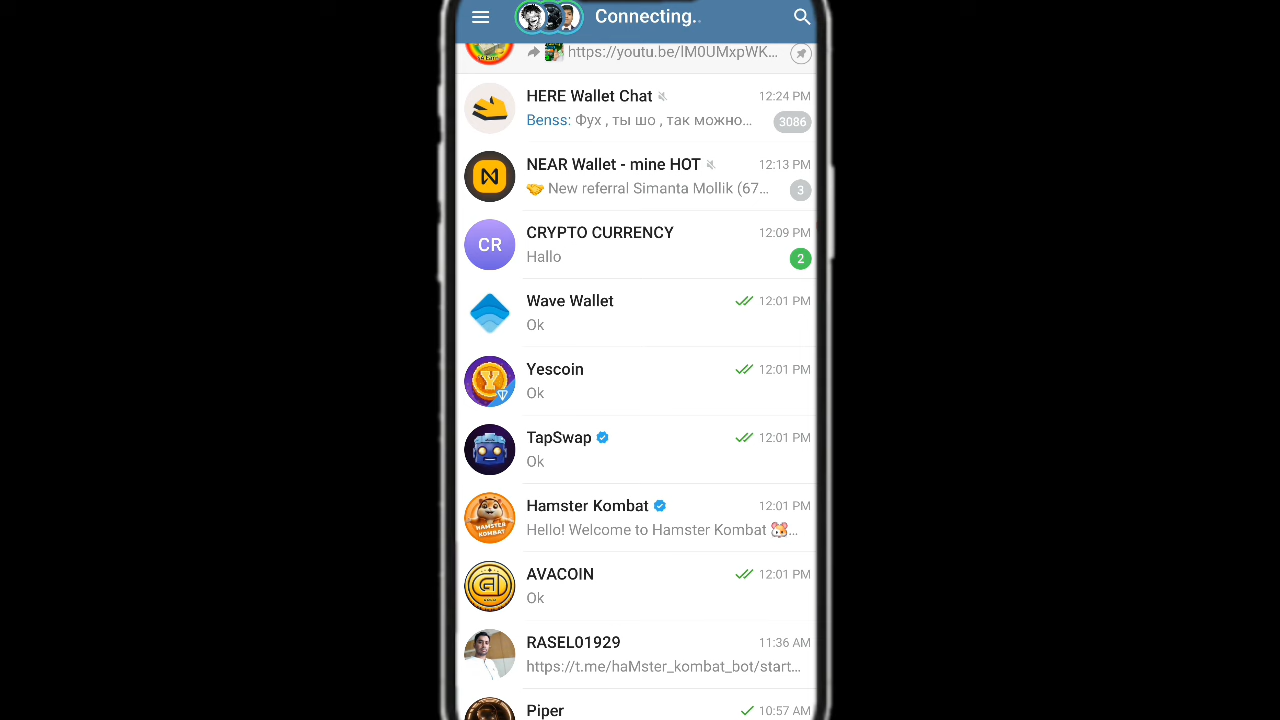 Connecting..
https://youtu.be/lM0UMxpWK...
HERE Wallet Chat 12:24 PM
Benss: Фух , ты шо , так можно... 3086
NEAR Wallet - mine HOT 12:13 PM
🤝 New referral Simanta Mollik (67... 3
CR CRYPTO CURRENCY 12:09 PM
Hallo 2
Wave Wallet 12:01 PM
Ok
Yescoin 12:01 PM
Ok
TapSwap 12:01 PM
Ok
Hamster Kombat 12:01 PM
HAMSTER KOMBAT
Hello! Welcome to Hamster Kombat 🐹...
AVACOIN 12:01 PM
Ok
RASEL01929 11:36 AM
https://t.me/haMster_kombat_bot/start...
Piper 10:57 AM